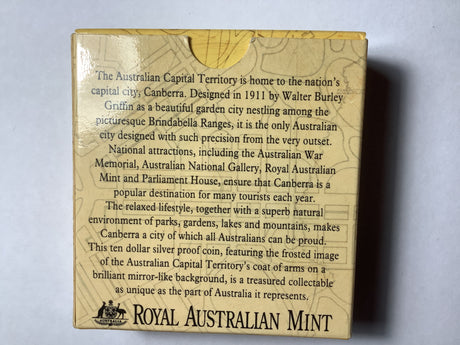 The Australian Capital Territory is home to the nation's
capital city, Canberra. Designed in 1911 by Walter Burley
Griffin as a beautiful garden city nestling among the
picturesque Brindabella Ranges, it is the only Australian
city designed with such precision from the very outset.
National attractions, including the Australian War
Memorial, Australian National Gallery, Royal Australian
Mint and Parliament House, ensure that Canberra is a
popular destination for many tourists each year.
The relaxed lifestyle, together with a superb natural
environment of parks, gardens, lakes and mountains, makes
Canberra a city of which all Australians can be proud.
This ten dollar silver proof coin, featuring the frosted image
of the Australian Capital Territory's coat of arms on a
brilliant mirror-like background, is a treasured collectable
as unique as the part of Australia it represents.
ROYAL AUSTRALIAN MINT